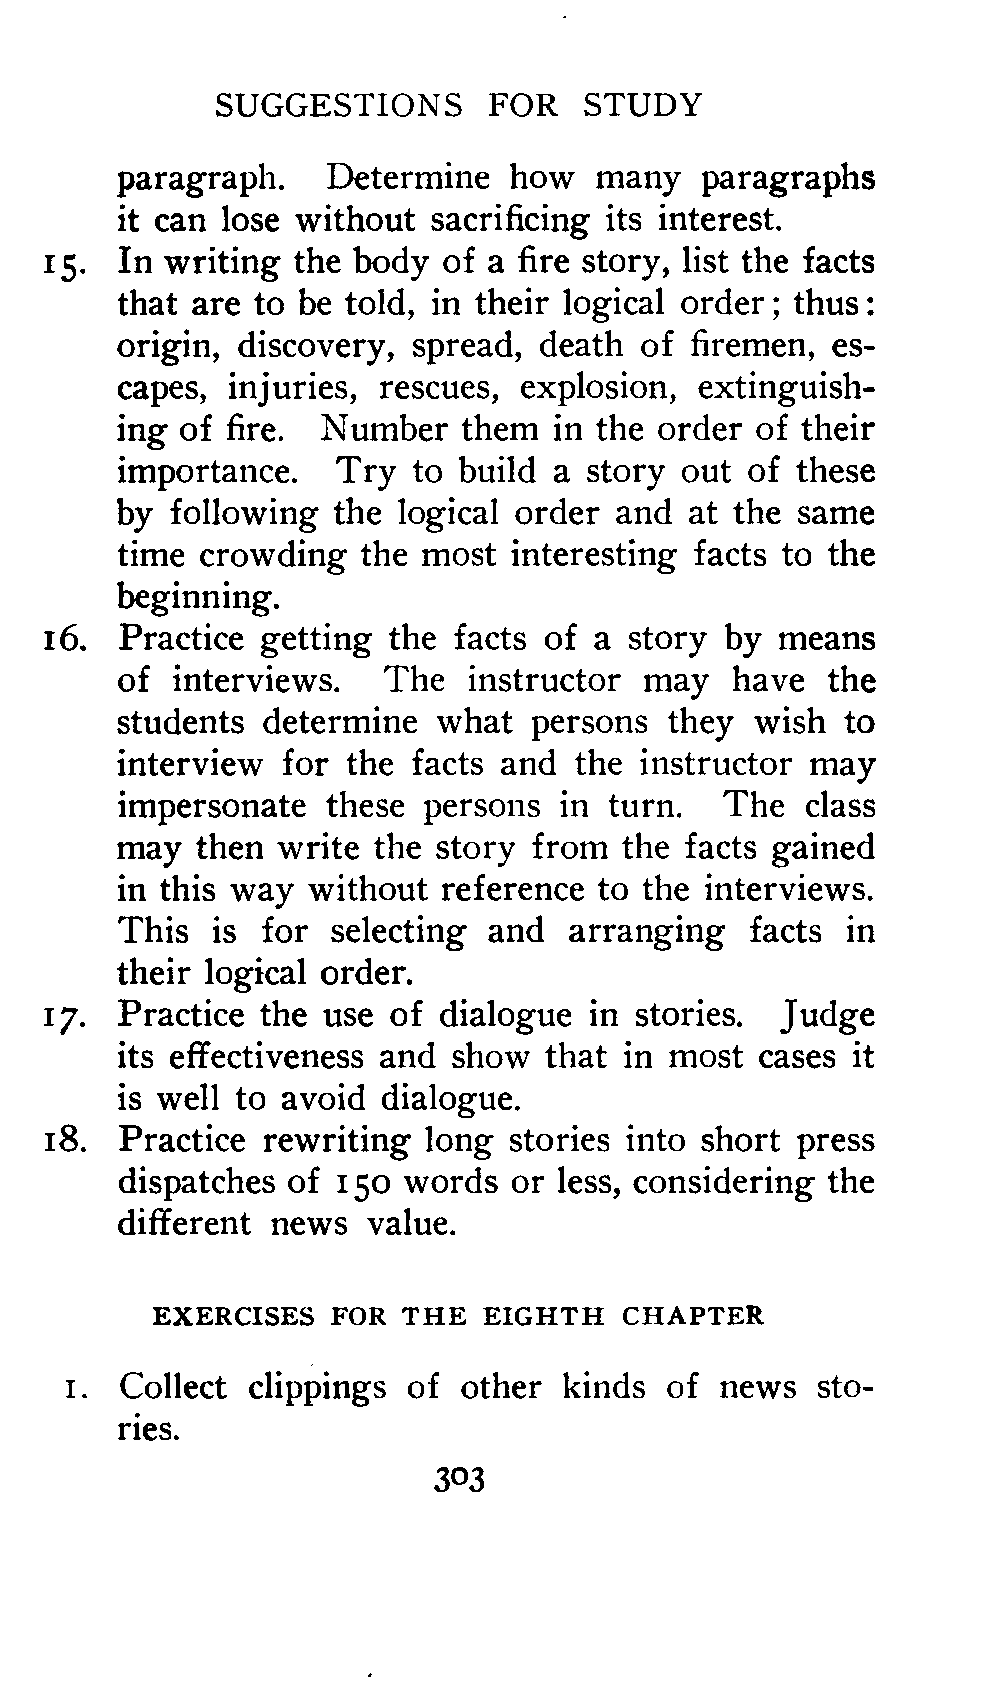 SUGGESTIONS FOR STUDY
paragraph. Determine how many paragraphs
it can lose without sacrificing its interest.
15. In writing the body of a fire story, list the facts
that are to be told, in their logical order; thus:
origin, discovery, spread, death of firemen, es-
capes, injuries, rescues, explosion, extinguish-
ing of fire. Number them in the order of their
importance. Try to build a story out of these
by following the logical order and at the same
time crowding the most interesting facts to the
beginning.
16. Practice getting the facts of a story by means
of interviews. The instructor may have the
students determine what persons they wish to
interview for the facts and the instructor may
impersonate these persons in turn. The class
may then write the story from the facts gained
in this way without reference to the interviews.
This is for selecting and arranging facts in
their logical order.
17. Practice the use of dialogue in stories. Judge
its effectiveness and show that in most cases it
is well to avoid dialogue.
18. Practice rewriting long stories into short press
dispatches of 150 words or less, considering the
different news value.
EXERCISES FOR THE EIGHTH CHAPTER
1. Collect clippings of other kinds of news sto-
ries.
303